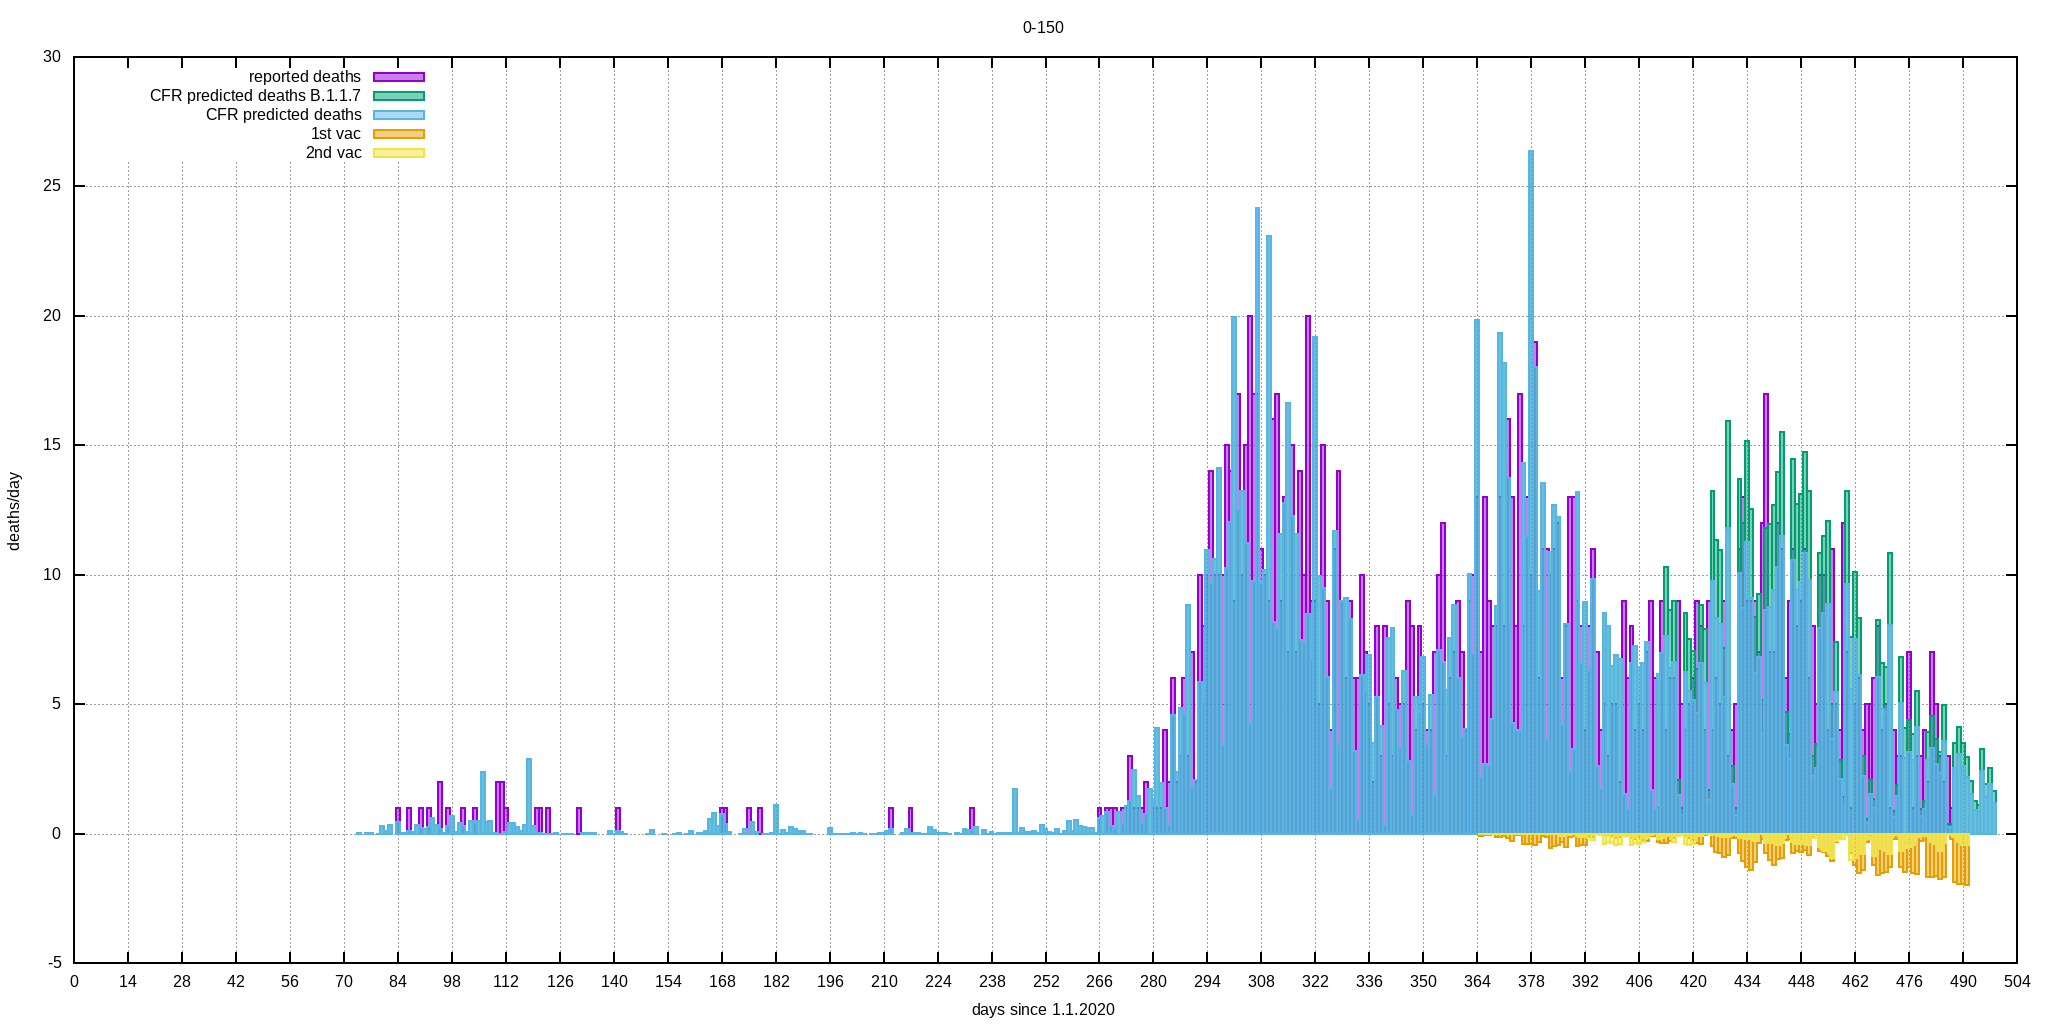 0-150
30
25
20
15
10
5
0
-5
deaths/day
reported deaths
CFR predicted deaths B.1.1.7
CFR predicted deaths
1st vac
2nd vac
0 14 28 42 56 70 84 98 112 126 140 154 168 182 196 210 224 238 252 266 280 294 308 322 336 350 364 378 392 406 420 434 448 462 476 490 504
days since 1.1.2020